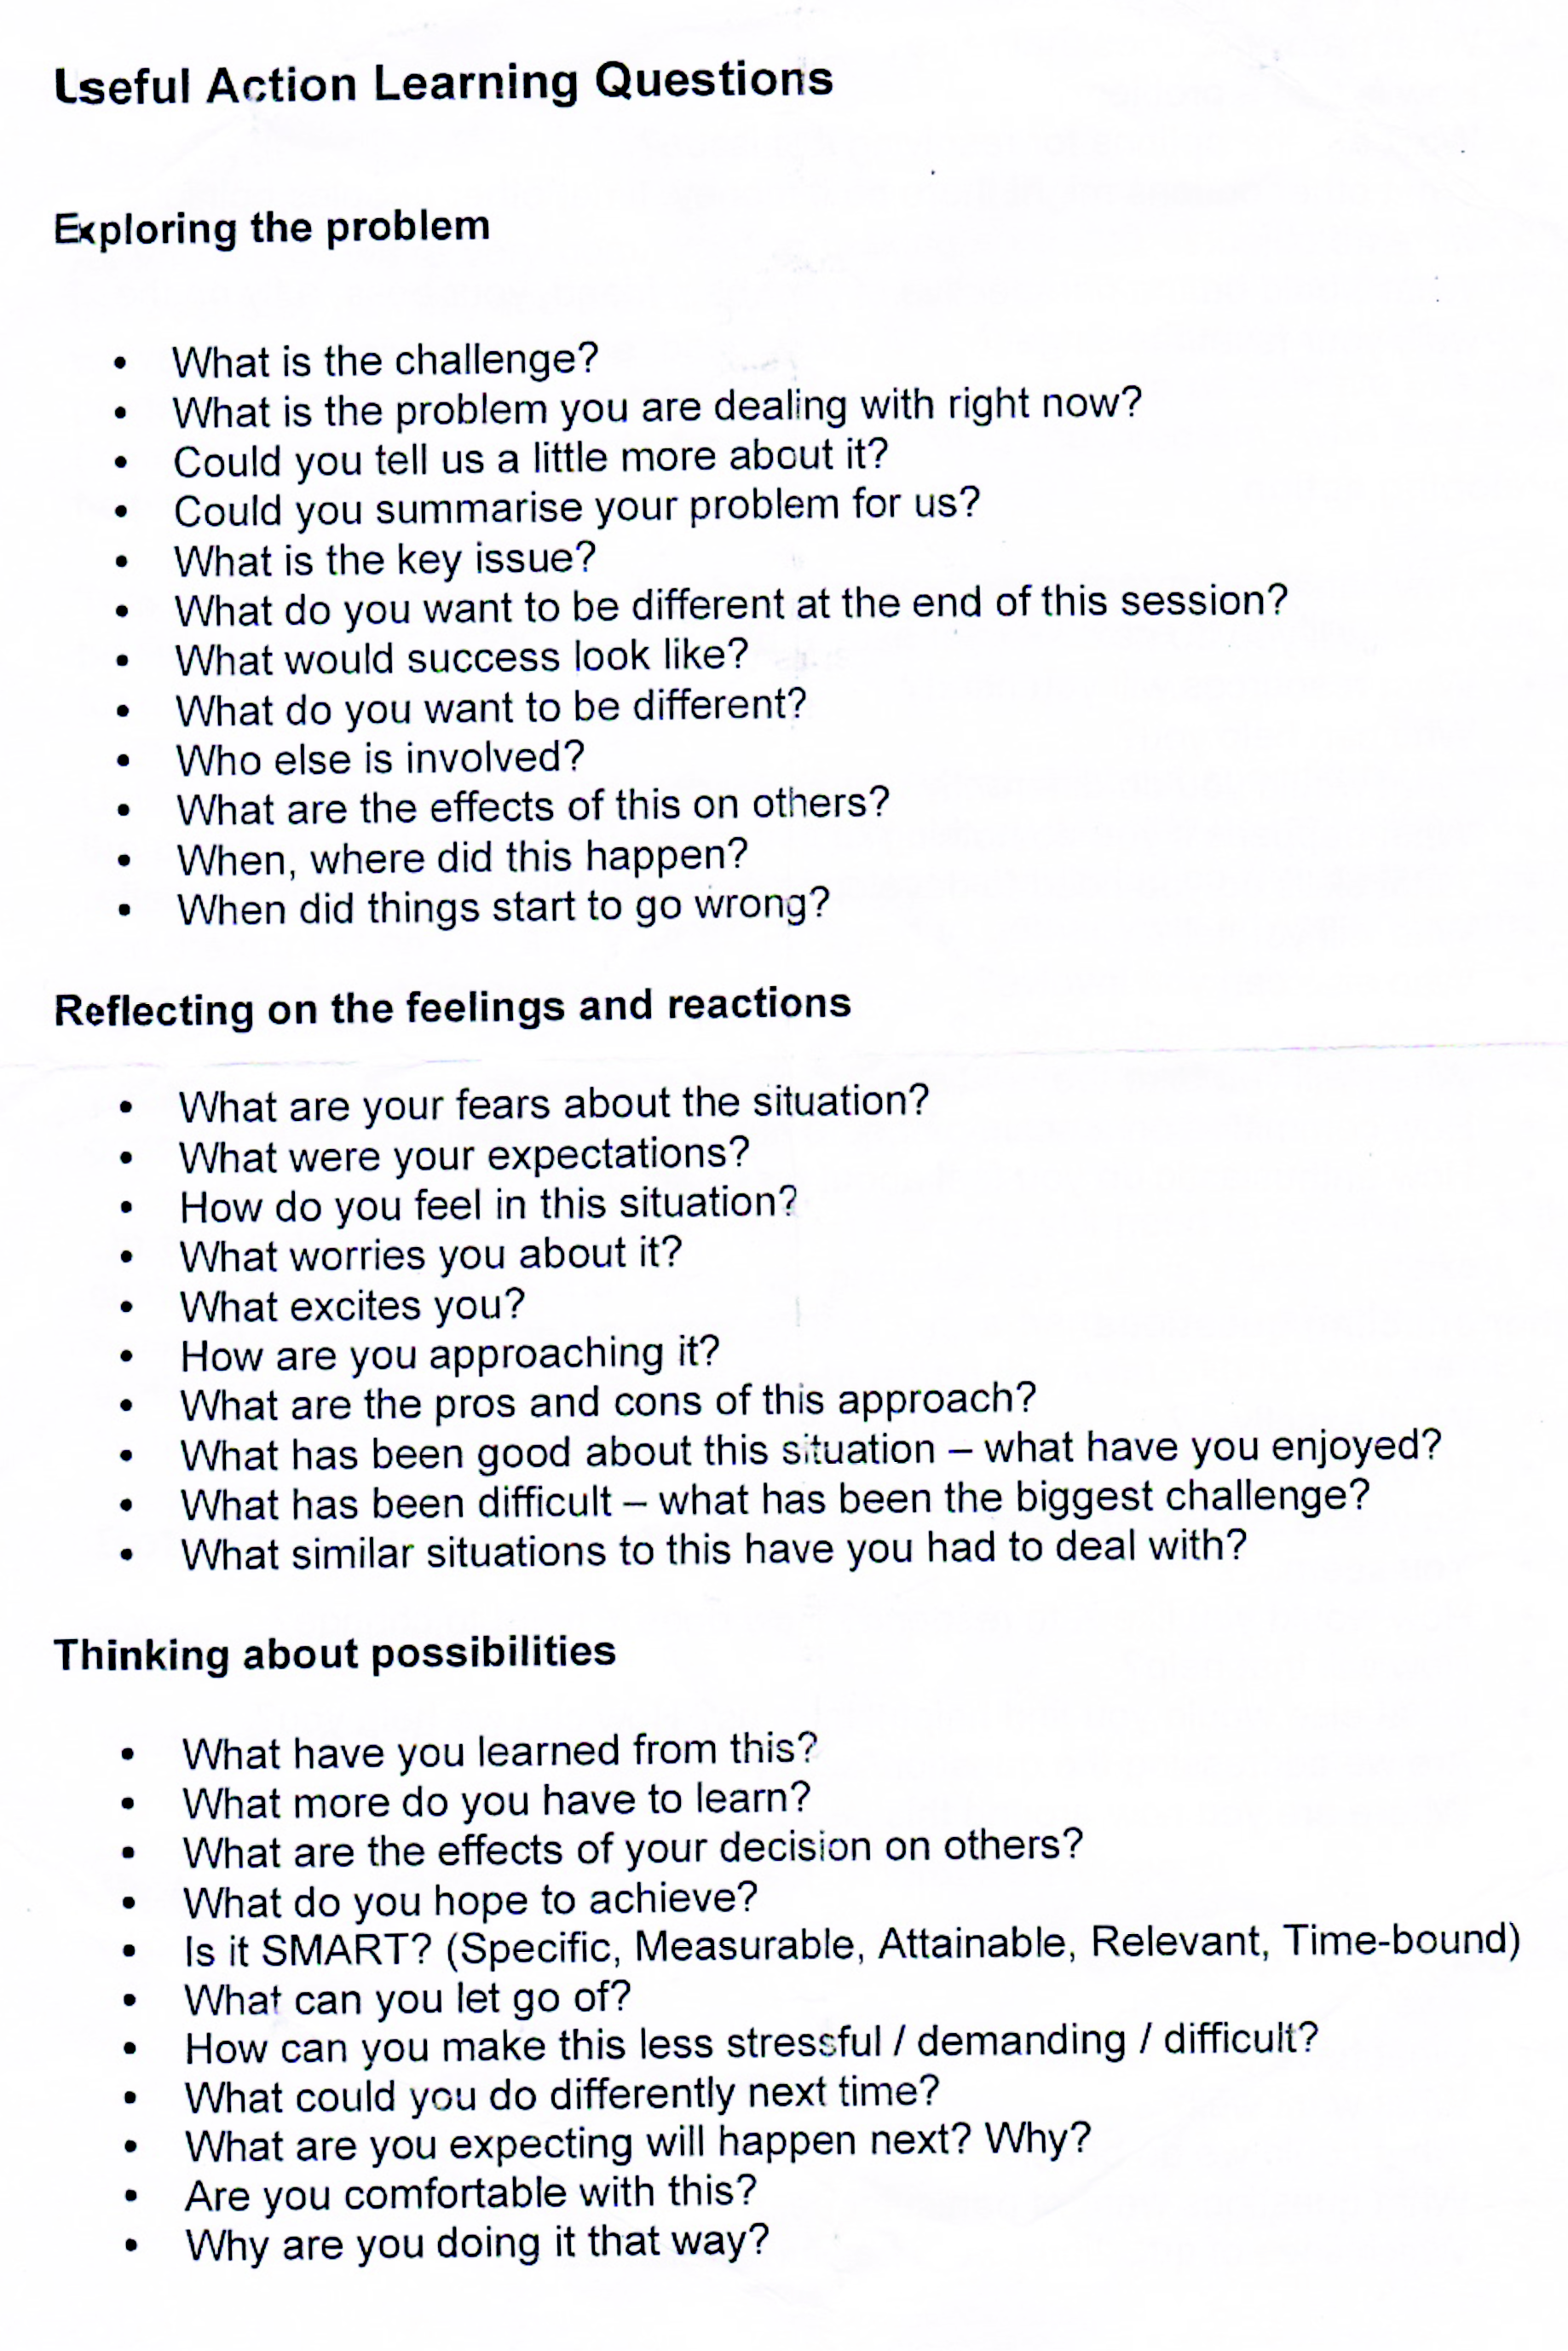 Useful Action Learning Questions
Exploring the problem
• What is the challenge?
• What is the problem you are dealing with right now?
• Could you tell us a little more about it?
• Could you summarise your problem for us?
• What is the key issue?
• What do you want to be different at the end of this session?
• What would success look like?
• What do you want to be different?
• Who else is involved?
• What are the effects of this on others?
• When, where did this happen?
• When did things start to go wrong?
Reflecting on the feelings and reactions
• What are your fears about the situation?
• What were your expectations?
• How do you feel in this situation?
• What worries you about it?
• What excites you?
• How are you approaching it?
• What are the pros and cons of this approach?
• What has been good about this situation – what have you enjoyed?
• What has been difficult – what has been the biggest challenge?
• What similar situations to this have you had to deal with?
Thinking about possibilities
• What have you learned from this?
• What more do you have to learn?
• What are the effects of your decision on others?
• What do you hope to achieve?
• Is it SMART? (Specific, Measurable, Attainable, Relevant, Time-bound)
• What can you let go of?
• How can you make this less stressful / demanding / difficult?
• What could you do differently next time?
• What are you expecting will happen next? Why?
• Are you comfortable with this?
• Why are you doing it that way?